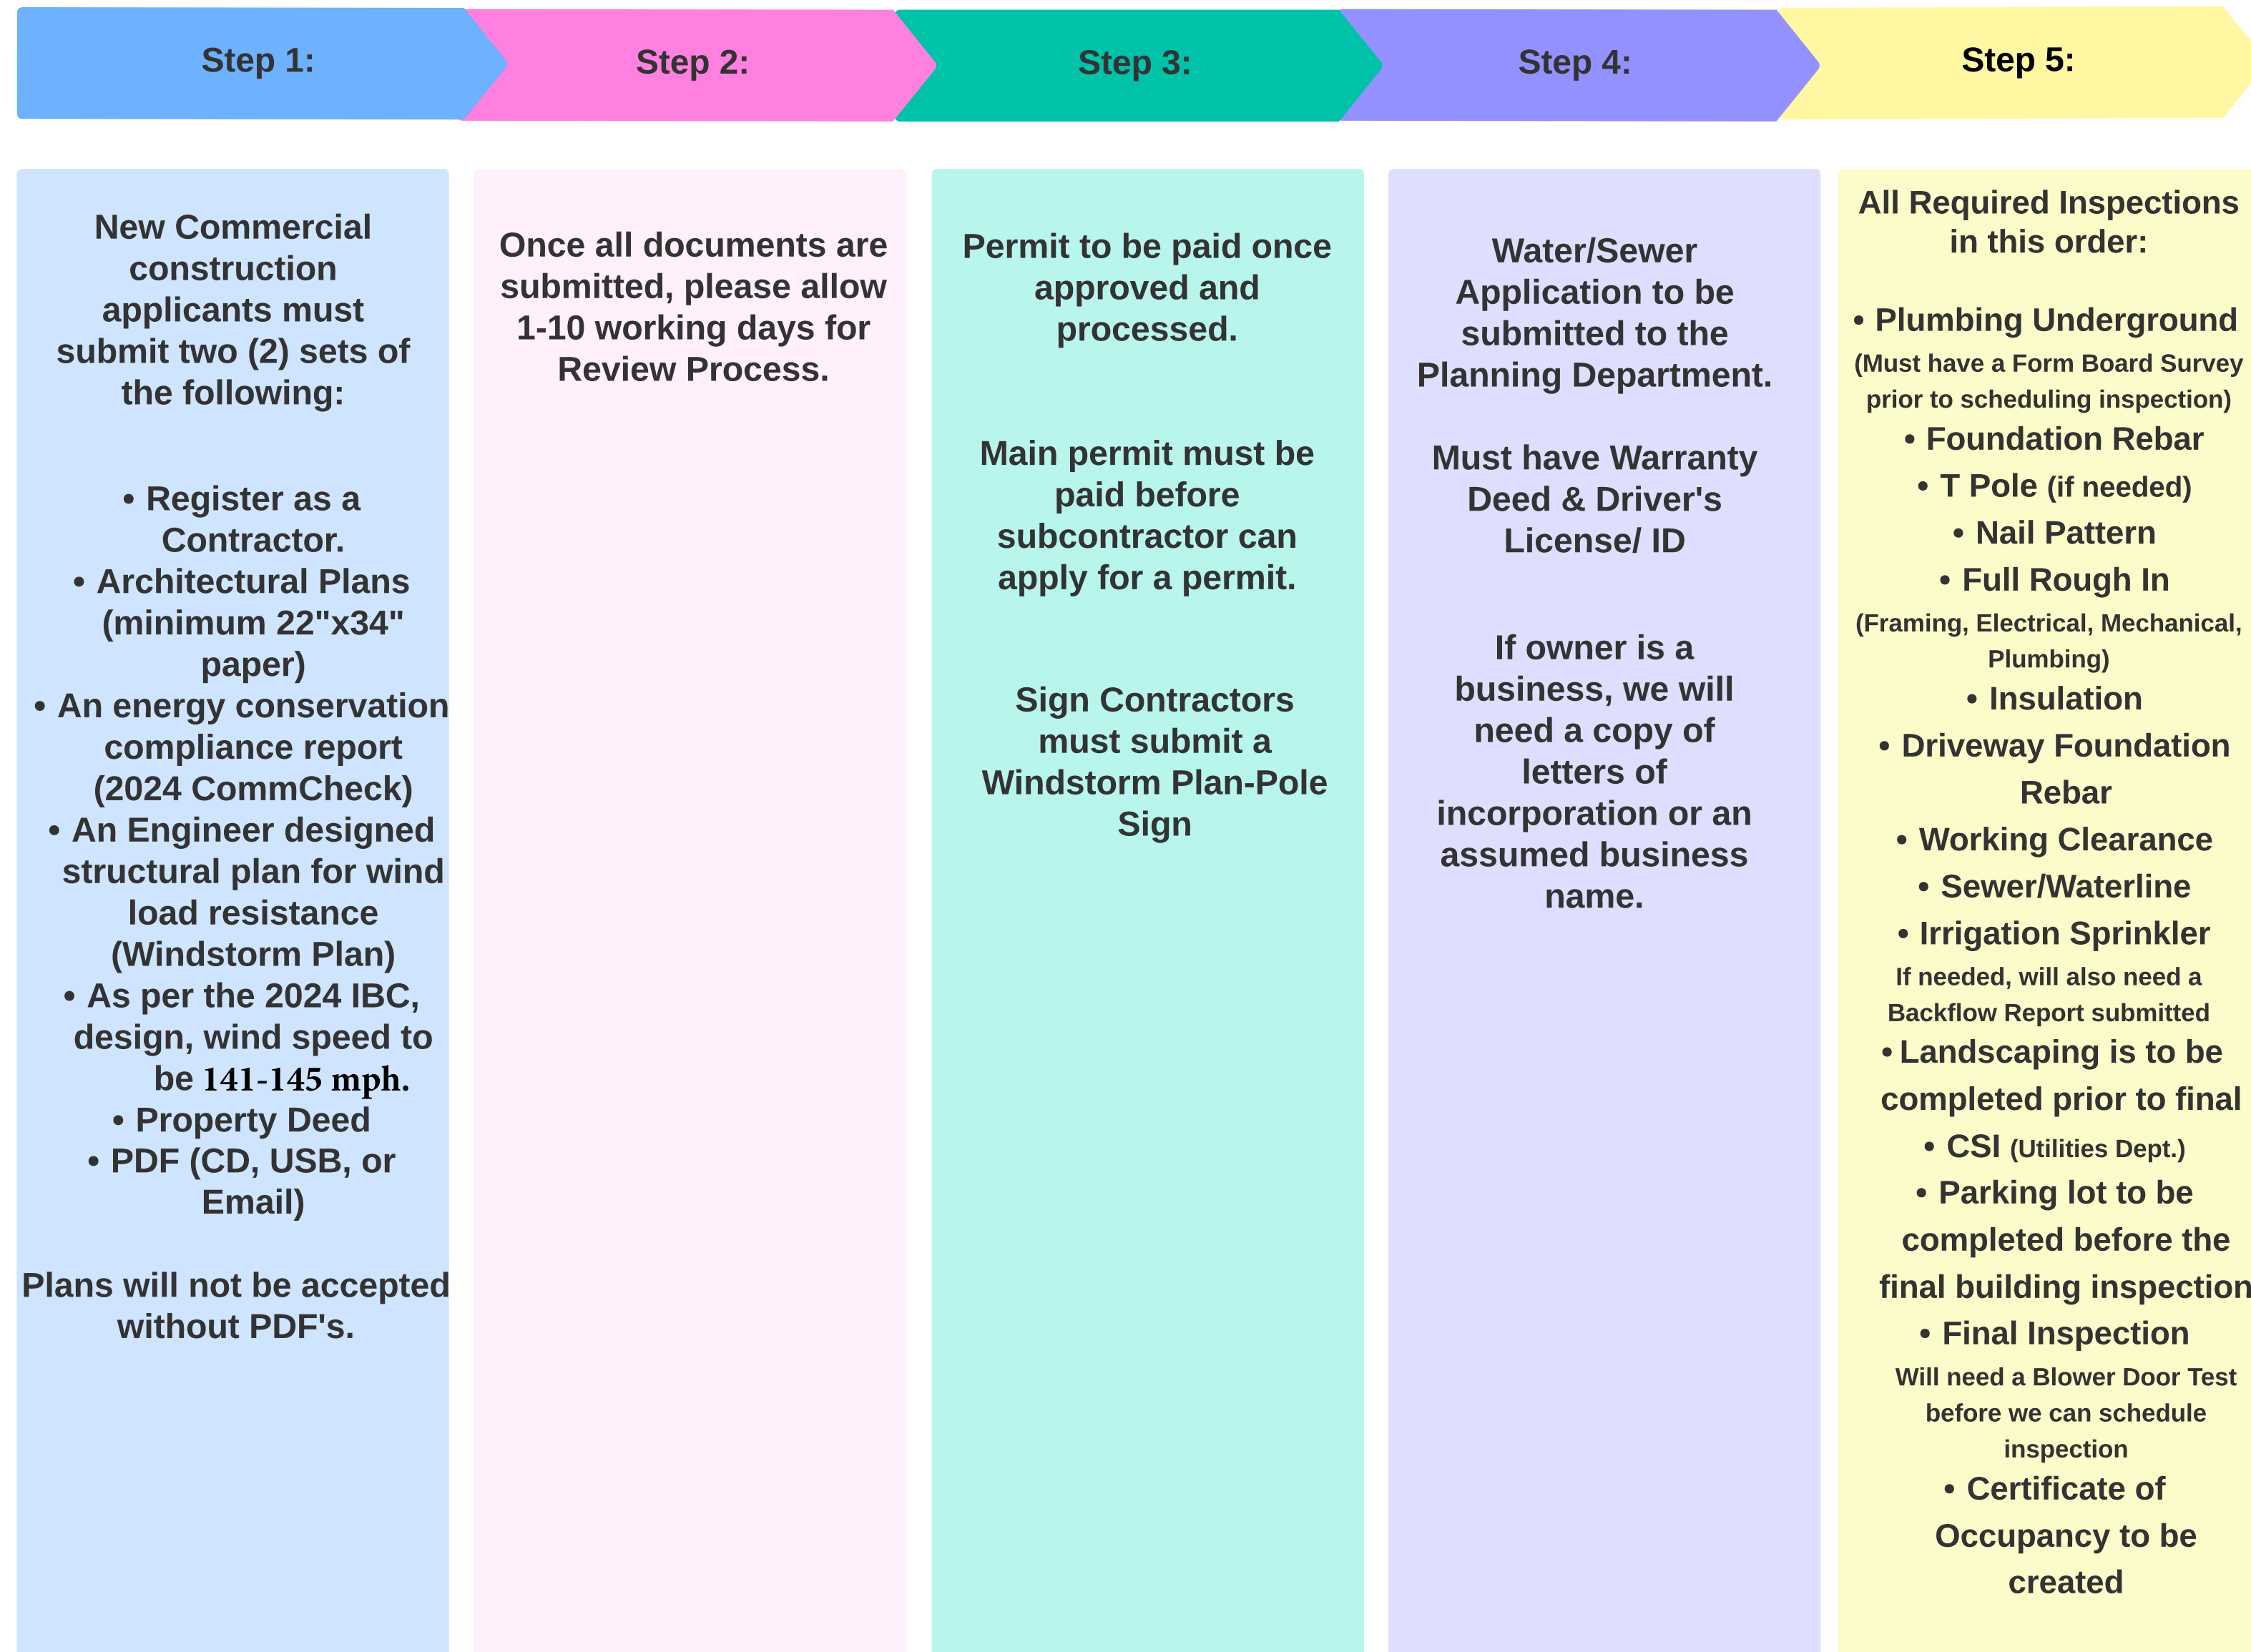 Step 1:
Step 2:
Step 3:
Step 4:
Step 5:
New Commercial
construction
applicants must
submit two (2) sets of
the following:
• Register as a
Contractor.
• Architectural Plans
(minimum 22"x34"
paper)
• An energy conservation
compliance report
(2024 CommCheck)
• An Engineer designed
structural plan for wind
load resistance
(Windstorm Plan)
• As per the 2024 IBC,
design, wind speed to
be 141-145 mph.
• Property Deed
• PDF (CD, USB, or
Email)
Plans will not be accepted
without PDF's.
Once all documents are
submitted, please allow
1-10 working days for
Review Process.
Permit to be paid once
approved and
processed.
Main permit must be
paid before
subcontractor can
apply for a permit.
Sign Contractors
must submit a
Windstorm Plan-Pole
Sign
Water/Sewer
Application to be
submitted to the
Planning Department.
Must have Warranty
Deed & Driver's
License/ ID
If owner is a
business, we will
need a copy of
letters of
incorporation or an
assumed business
name.
All Required Inspections
in this order:
• Plumbing Underground
(Must have a Form Board Survey
prior to scheduling inspection)
• Foundation Rebar
• T Pole (if needed)
• Nail Pattern
• Full Rough In
(Framing, Electrical, Mechanical,
Plumbing)
• Insulation
• Driveway Foundation
Rebar
• Working Clearance
• Sewer/Waterline
• Irrigation Sprinkler
If needed, will also need a
Backflow Report submitted
• Landscaping is to be
completed prior to final
• CSI (Utilities Dept.)
• Parking lot to be
completed before the
final building inspection
• Final Inspection
Will need a Blower Door Test
before we can schedule
inspection
• Certificate of
Occupancy to be
created